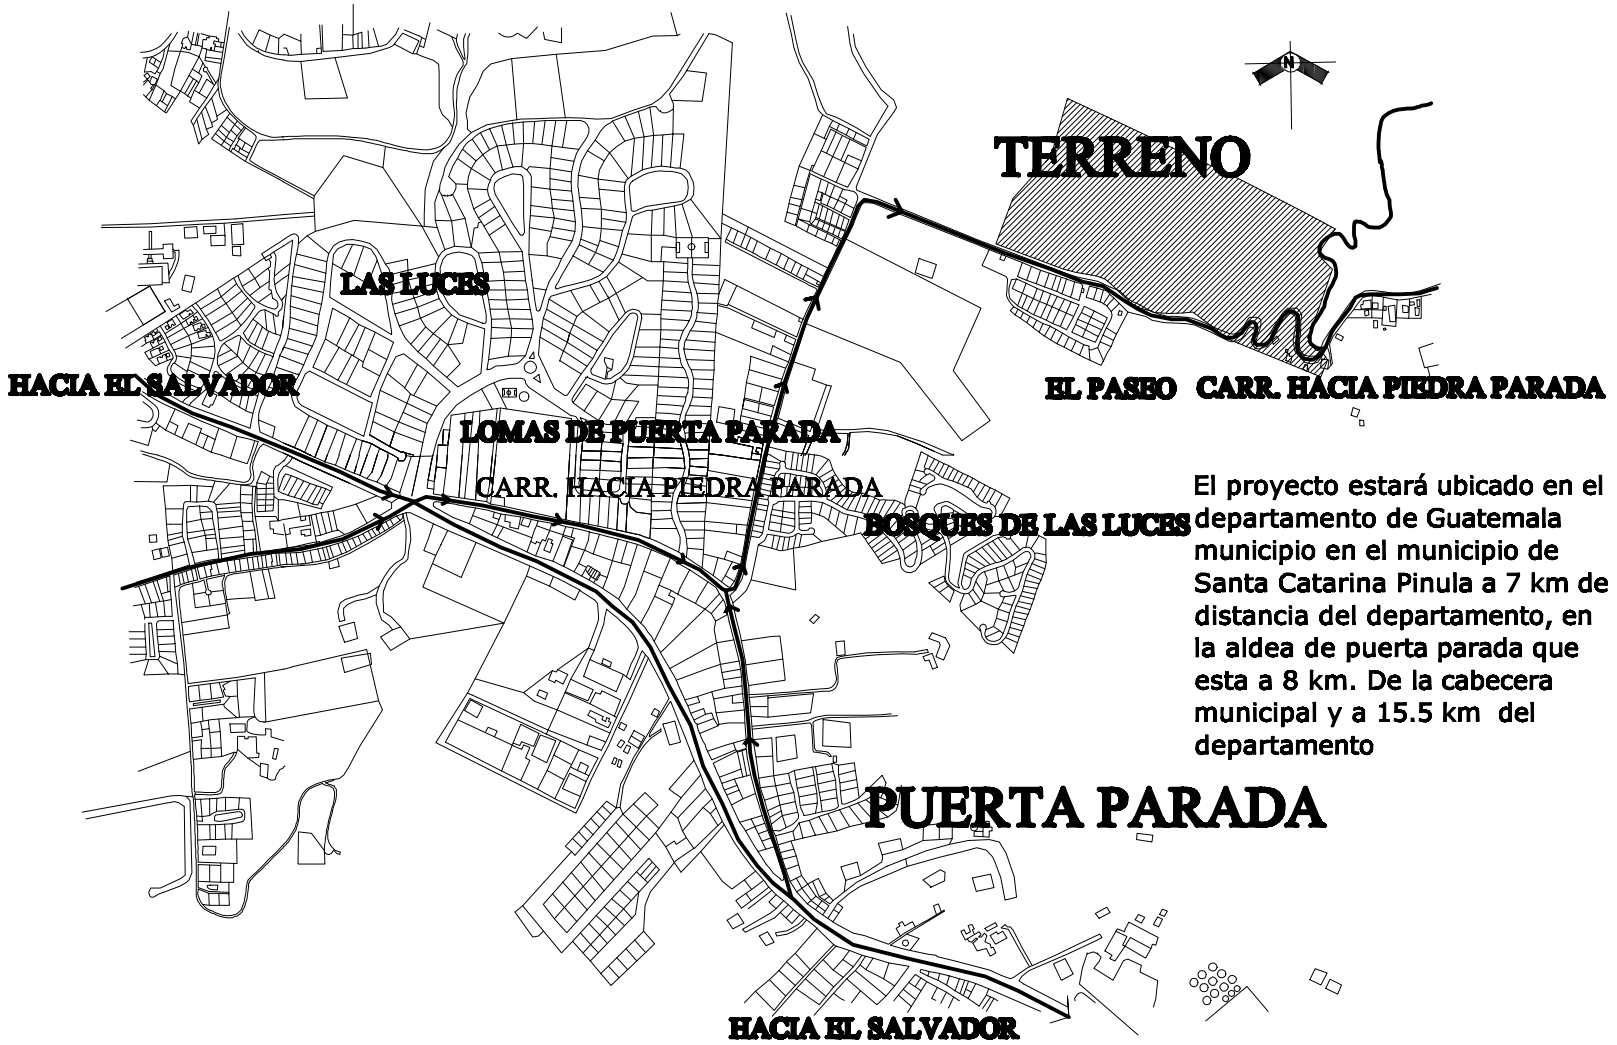 N
TERRENO
LAS LUCES
HACIA EL SALVADOR
EL PASEO
CARR. HACIA PIEDRA PARADA
LOMAS DE PUERTA PARADA
CARR. HACIA PIEDRA PARADA
BOSQUES DE LAS LUCES
El proyecto estará ubicado en el
departamento de Guatemala
municipio en el municipio de
Santa Catarina Pinula a 7 km de
distancia del departamento, en
la aldea de puerta parada que
esta a 8 km. De la cabecera
municipal y a 15.5 km  del
departamento
PUERTA PARADA
HACIA EL SALVADOR